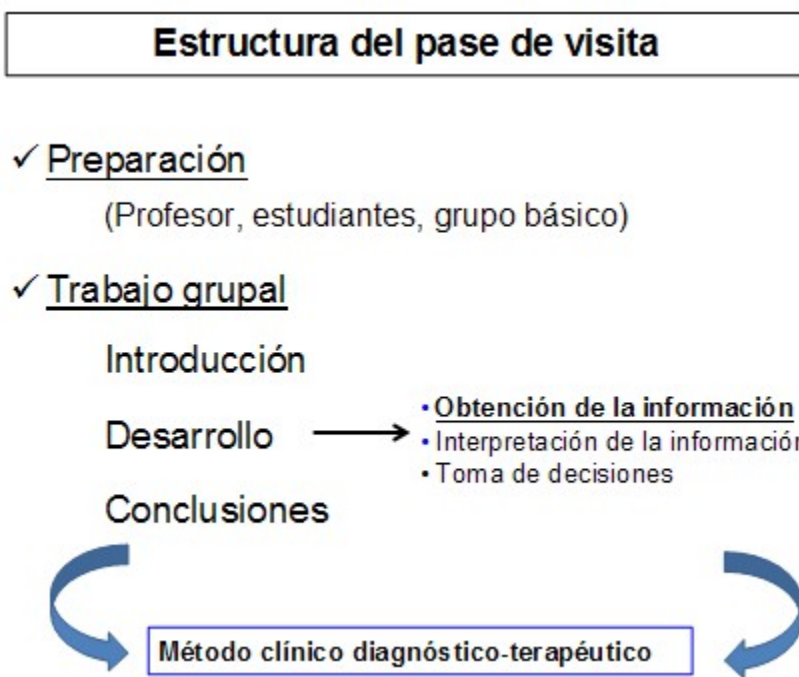 Estructura del pase de visita
✓ Preparación
(Profesor, estudiantes, grupo básico)
✓ Trabajo grupal
Introducción
Desarrollo
• Obtención de la información
• Interpretación de la información
• Toma de decisiones
Conclusiones
Método clínico diagnóstico-terapéutico